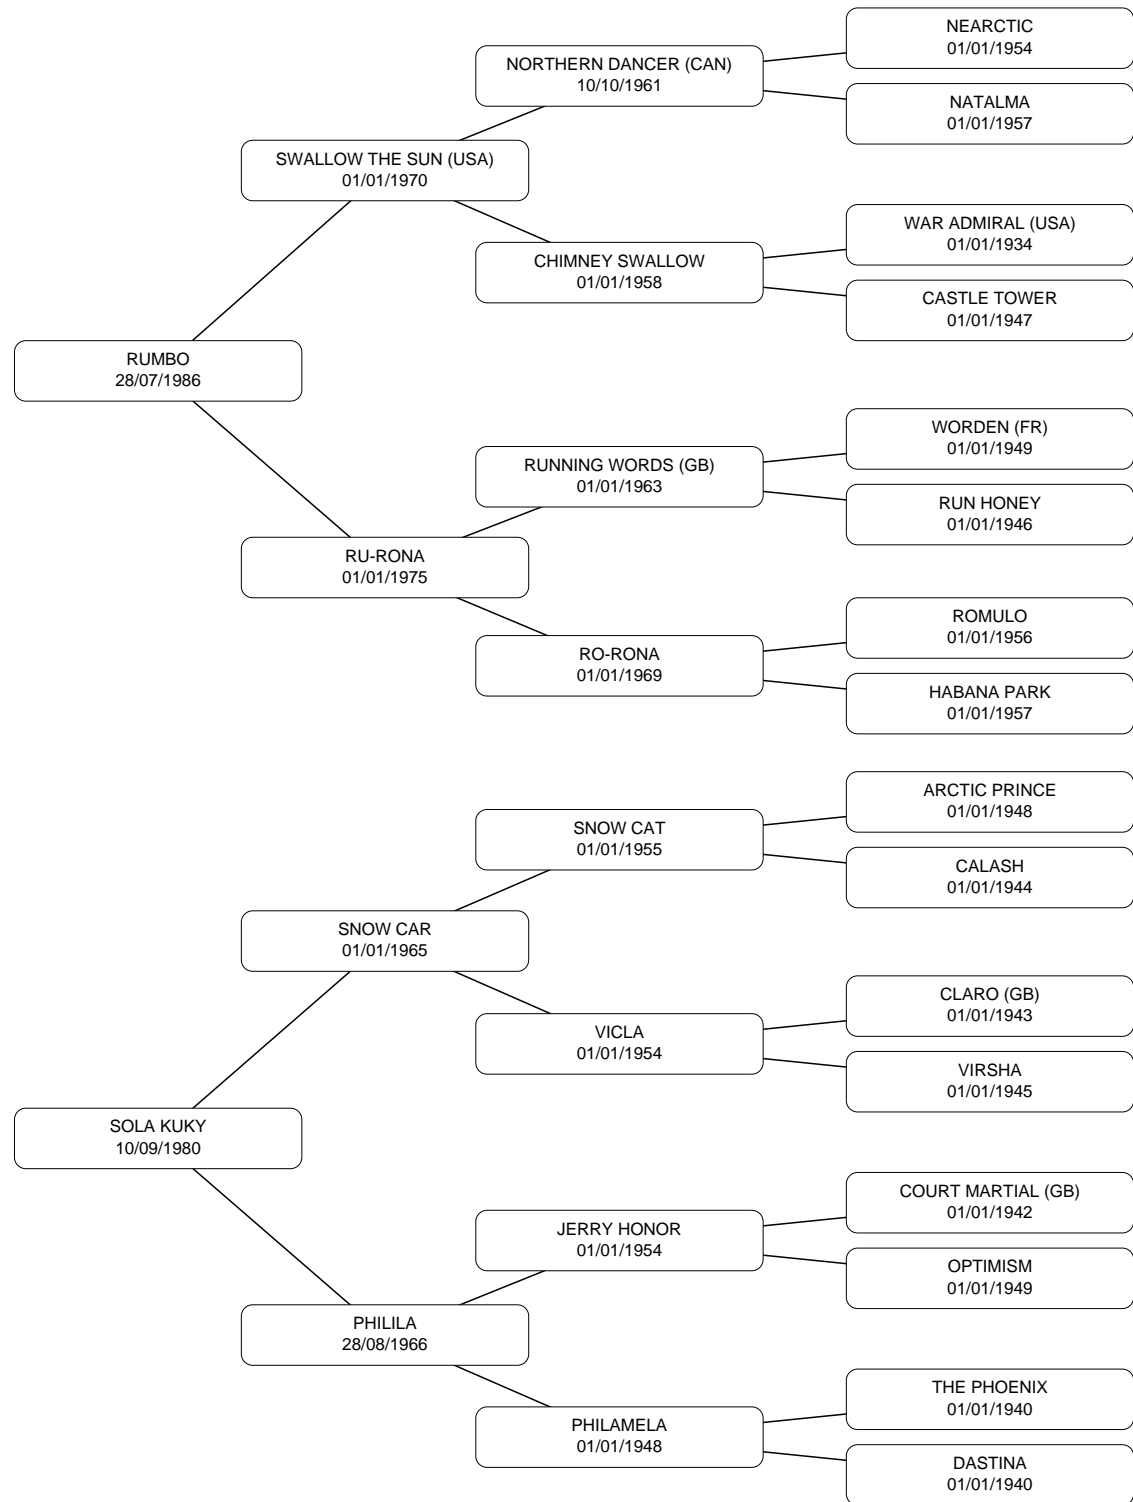 NEARCTIC
01/01/1954
NORTHERN DANCER (CAN)
10/10/1961
NATALMA
01/01/1957
SWALLOW THE SUN (USA)
01/01/1970
WAR ADMIRAL (USA)
01/01/1934
CHIMNEY SWALLOW
01/01/1958
CASTLE TOWER
01/01/1947
RUMBO
28/07/1986
WORDEN (FR)
01/01/1949
RUNNING WORDS (GB)
01/01/1963
RUN HONEY
01/01/1946
RU-RONA
01/01/1975
ROMULO
01/01/1956
RO-RONA
01/01/1969
HABANA PARK
01/01/1957
ARCTIC PRINCE
01/01/1948
SNOW CAT
01/01/1955
CALASH
01/01/1944
SNOW CAR
01/01/1965
CLARO (GB)
01/01/1943
VICLA
01/01/1954
VIRSHA
01/01/1945
SOLA KUKY
10/09/1980
COURT MARTIAL (GB)
01/01/1942
JERRY HONOR
01/01/1954
OPTIMISM
01/01/1949
PHILILA
28/08/1966
THE PHOENIX
01/01/1940
PHILAMELA
01/01/1948
DASTINA
01/01/1940